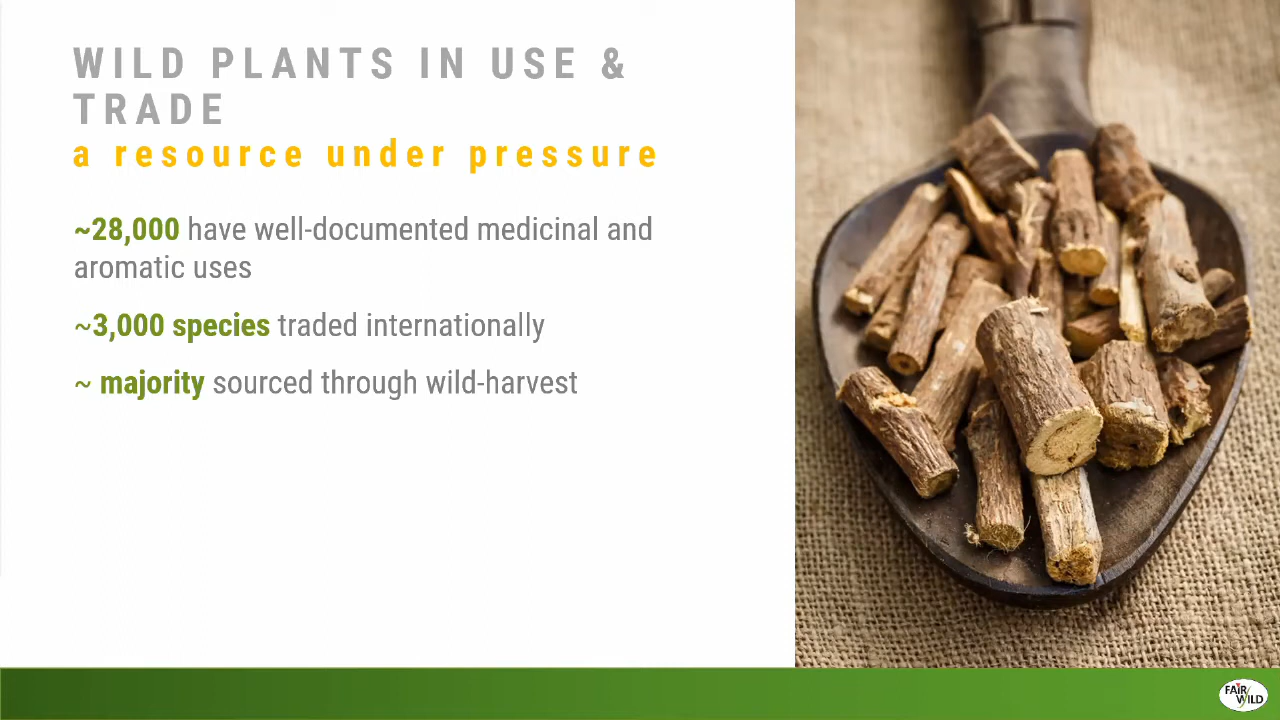 WILD PLANTS IN USE &
TRADE
a resource under pressure
~28,000 have well-documented medicinal and
aromatic uses
~3,000 species traded internationally
~ majority sourced through wild-harvest
FAIR
WILD